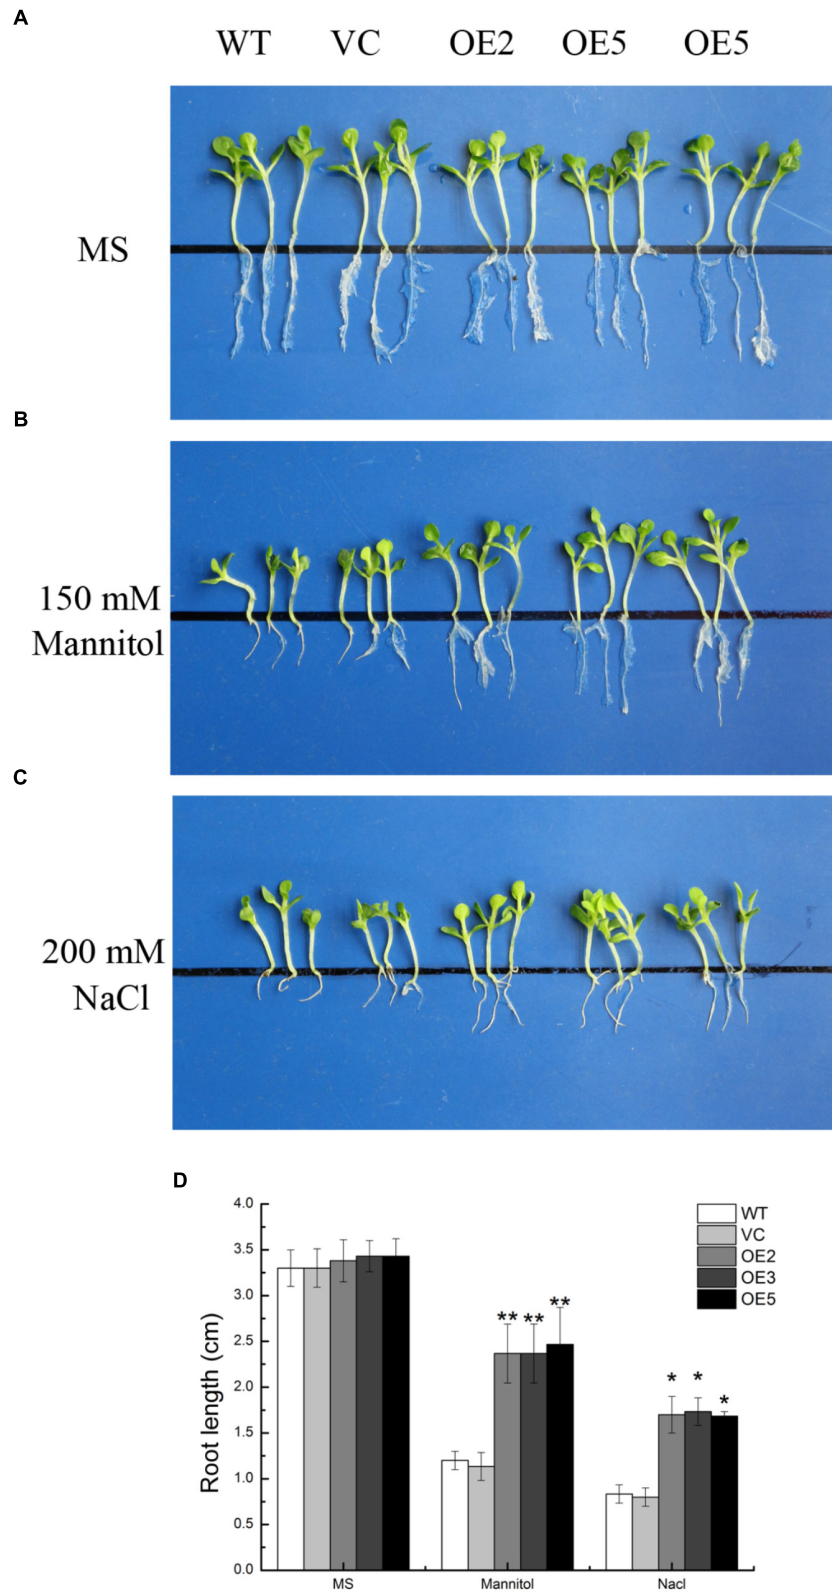 A
WT VC OE2 OE5 OE5
MS
B
150 mM
Mannitol
C
200 mM
NaCl
D
4.0
3.5
3.0
2.5
2.0
1.5
1.0
0.5
0.0
Root length (cm)
WT
VC
OE2
OE3
OE5
** ** **
* * *
MS Mannitol Nacl